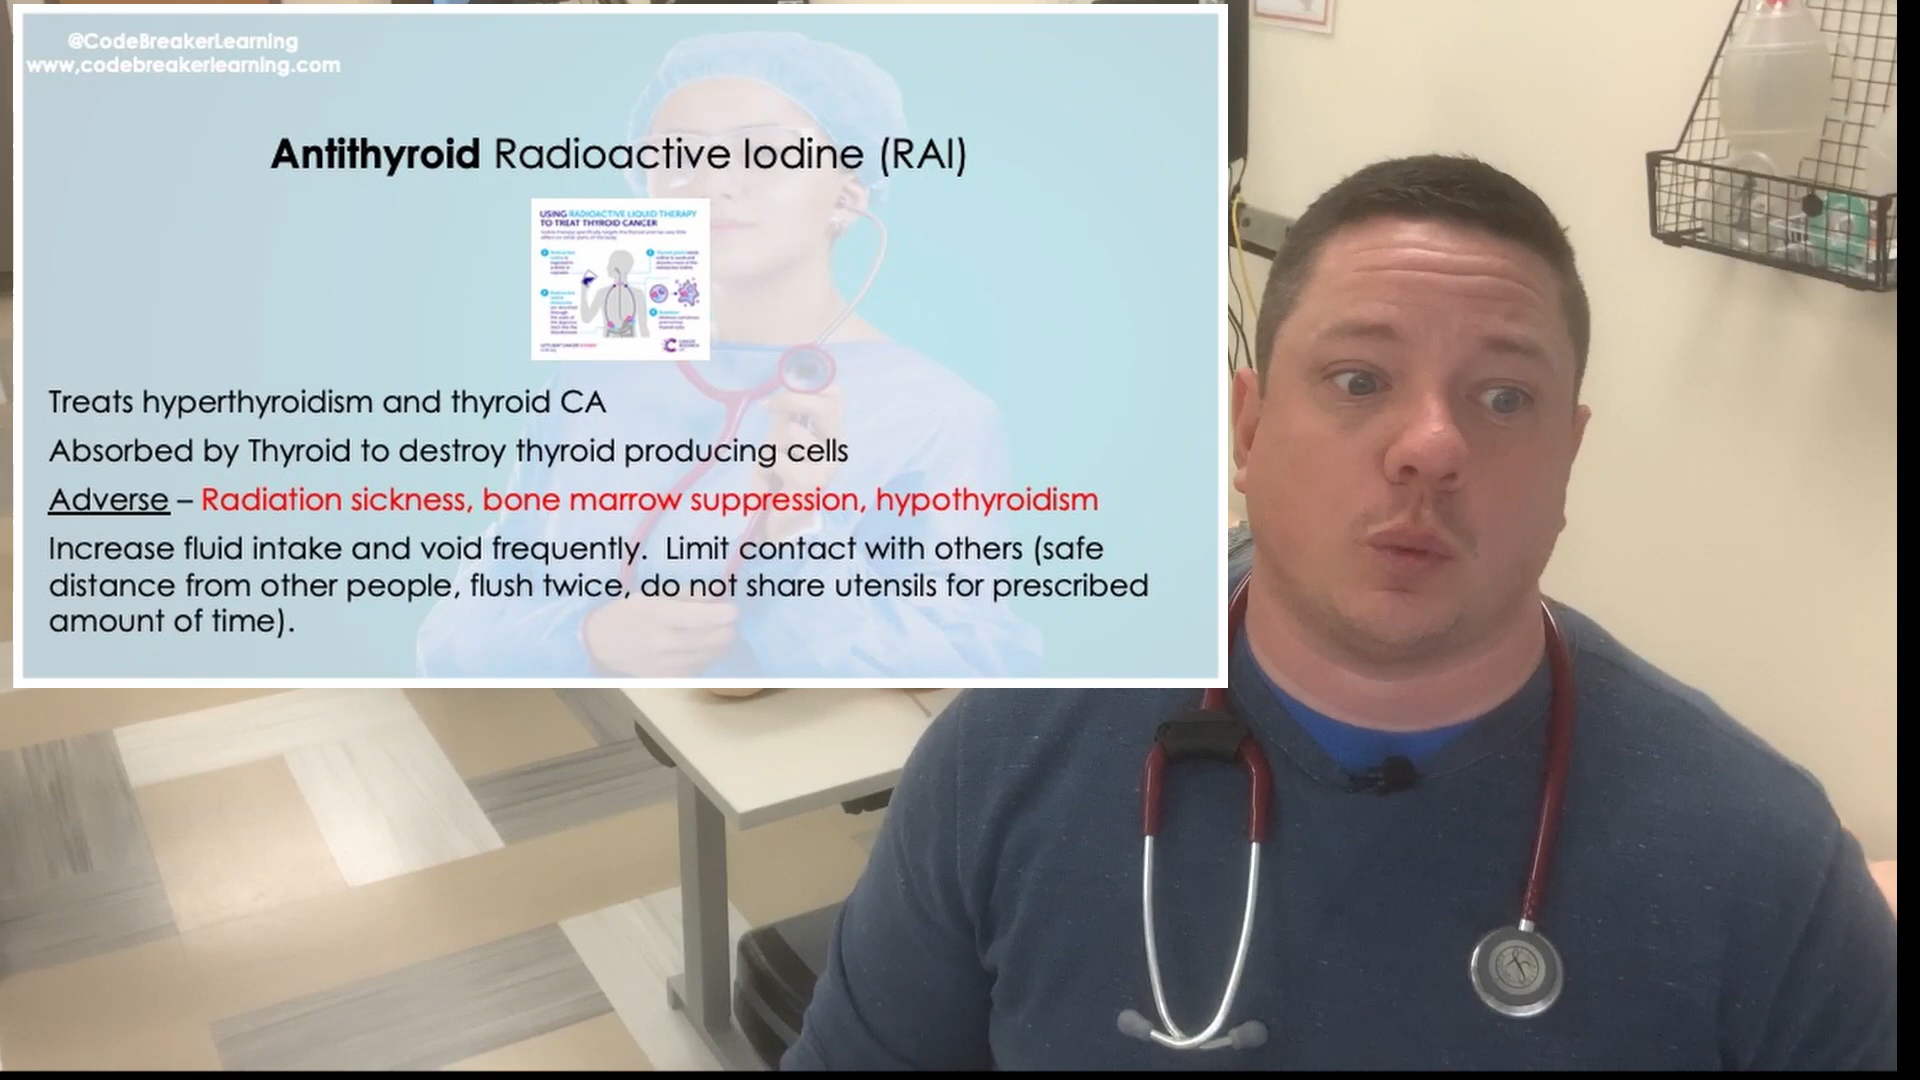 @CodeBreakerLearning
www,codebreakerlearning.com
Antithyroid Radioactive Iodine (RAI)
USING RADIOACTIVE LIQUID THERAPY
TO TREAT THYROID CANCER
Treats hyperthyroidism and thyroid CA
Absorbed by Thyroid to destroy thyroid producing cells
Adverse – Radiation sickness, bone marrow suppression, hypothyroidism
Increase fluid intake and void frequently.  Limit contact with others (safe
distance from other people, flush twice, do not share utensils for prescribed
amount of time).